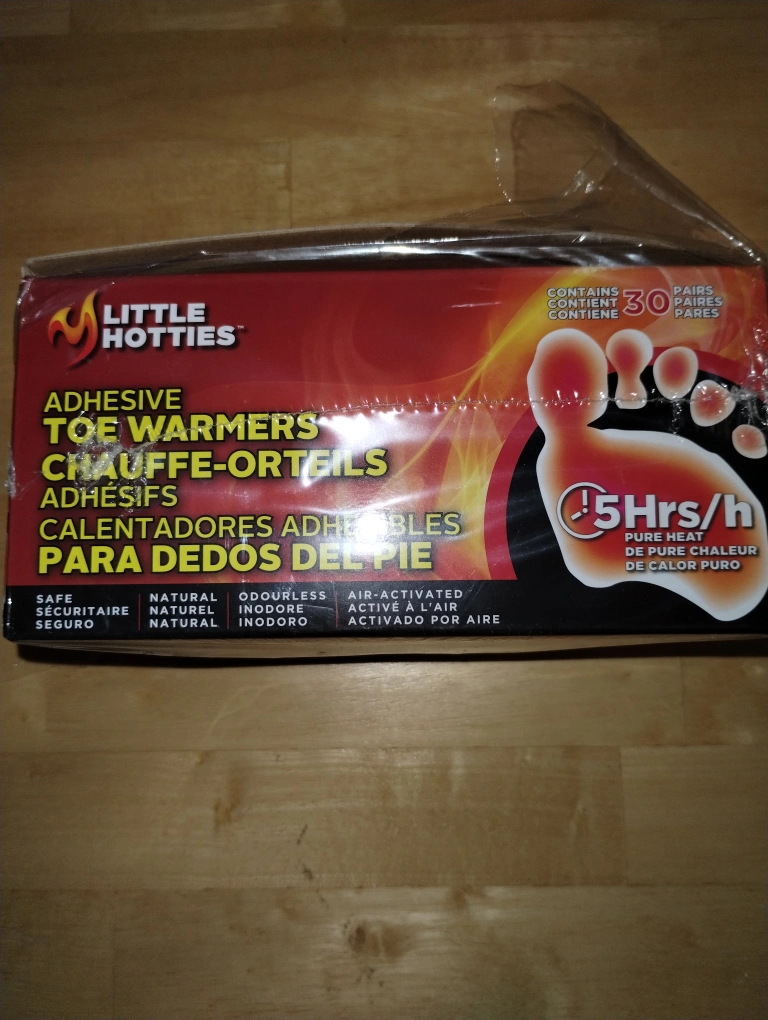 LITTLE
HOTTIES™
CONTAINS
CONTIENT
CONTIENE
30
PAIRS
PAIRES
PARES
ADHESIVE
TOE WARMERS
CHAUFFE-ORTEILS
ADHÉSIFS
CALENTADORES
PARA DEDOS DEL PIE
5Hrs/h
PURE HEAT
DE PURE CHALEUR
DE CALOR PURO
SAFE
SÉCURITAIRE
SEGURO
NATURAL
NATUREL
NATURAL
ODOURLESS
INODORE
INODORO
AIR-ACTIVATED
ACTIVÉ À L'AIR
ACTIVADO POR AIRE